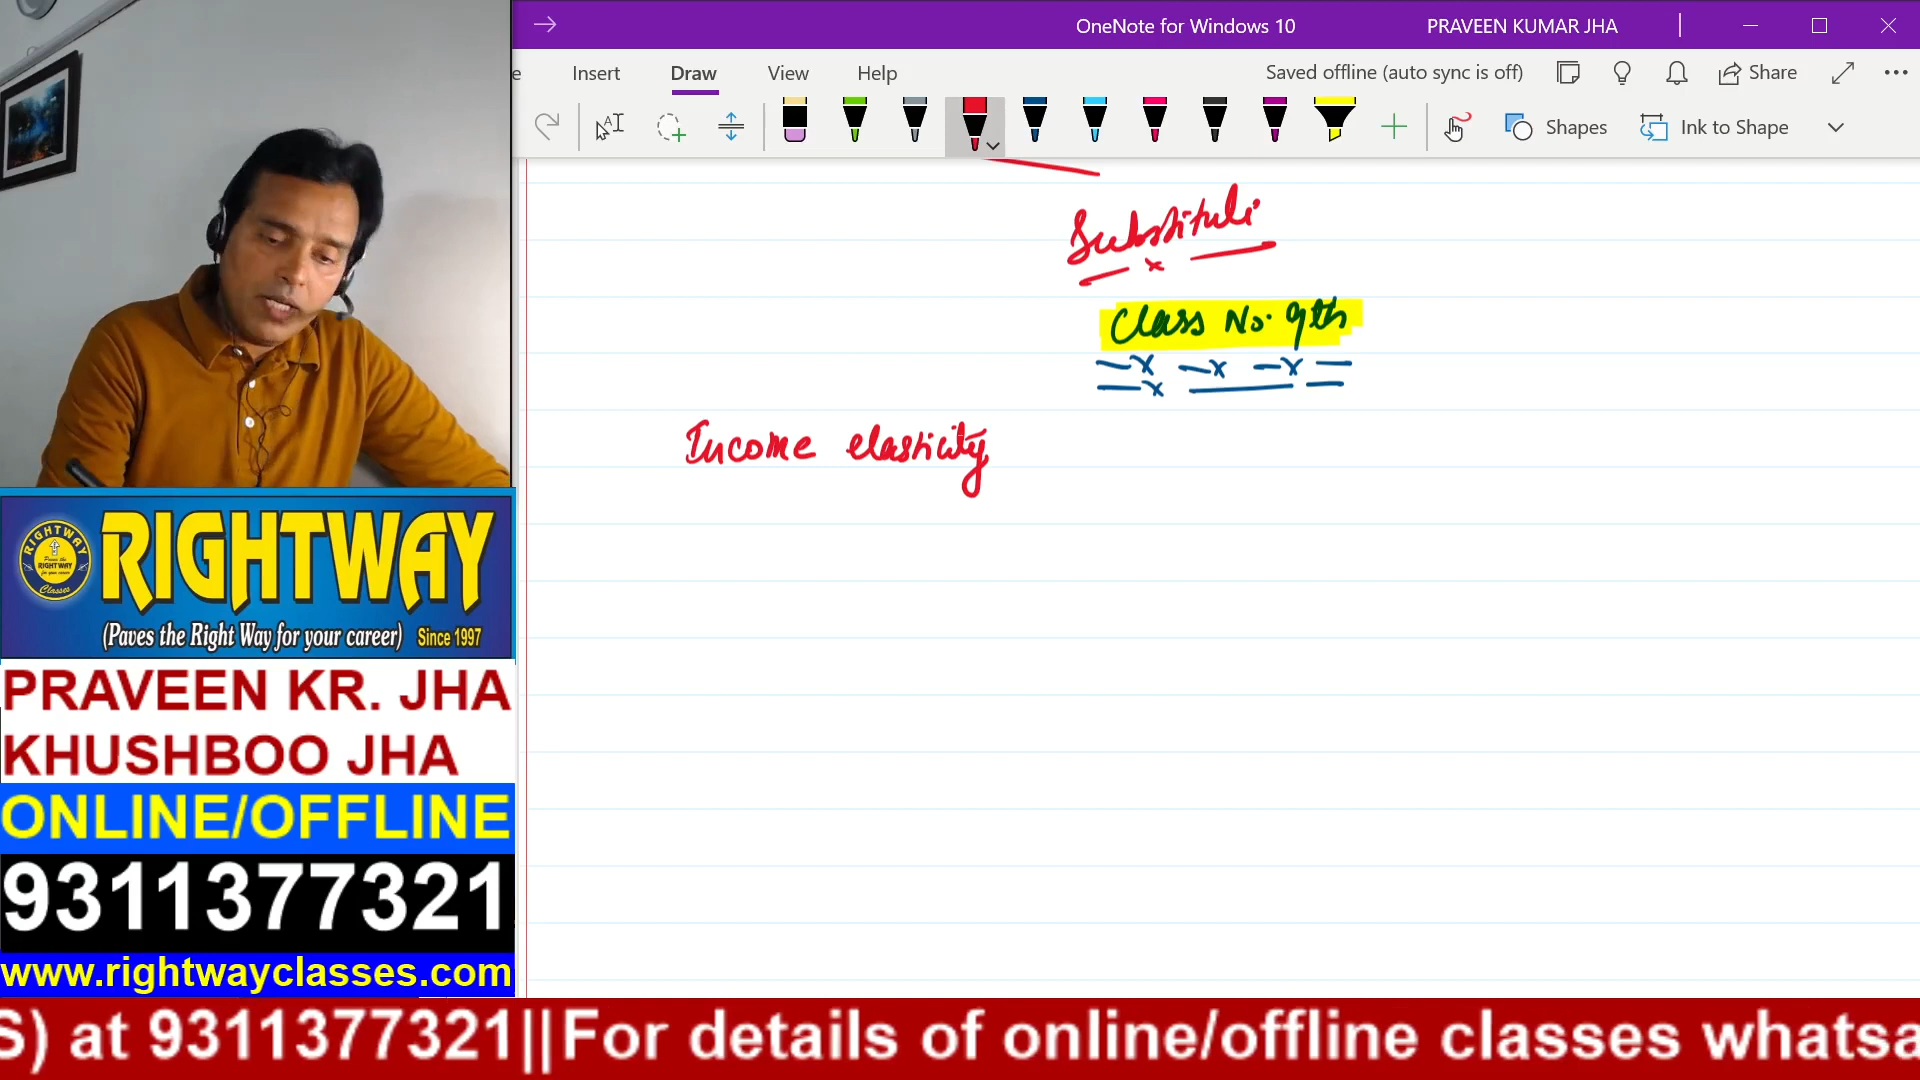 OneNote for Windows 10
PRAVEEN KUMAR JHA
e Insert Draw View Help
Saved offline (auto sync is off)
Share
Shapes
Ink to Shape
Substitute
Class No. 9th
Income elasticity
RIGHTWAY
RIGHTWAY
Classes
(Paves the Right Way for your career) Since 1997
PRAVEEN KR. JHA
KHUSHBOO JHA
ONLINE/OFFLINE
9311377321
www.rightwayclasses.com
S) at 9311377321||For details of online/offline classes whatsa